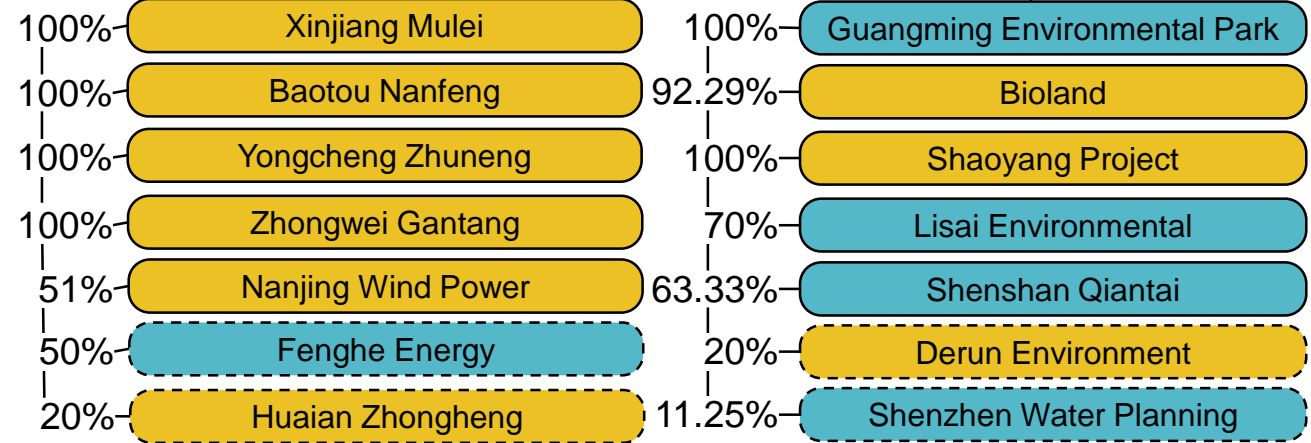 100% Xinjiang Mulei
100% Baotou Nanfeng
100% Yongcheng Zhuneng
100% Zhongwei Gantang
51% Nanjing Wind Power
50% Fenghe Energy
20% Huaian Zhongheng
100% Guangming Environmental Park
92.29% Bioland
100% Shaoyang Project
70% Lisai Environmental
63.33% Shenshan Qiantai
20% Derun Environment
11.25% Shenzhen Water Planning